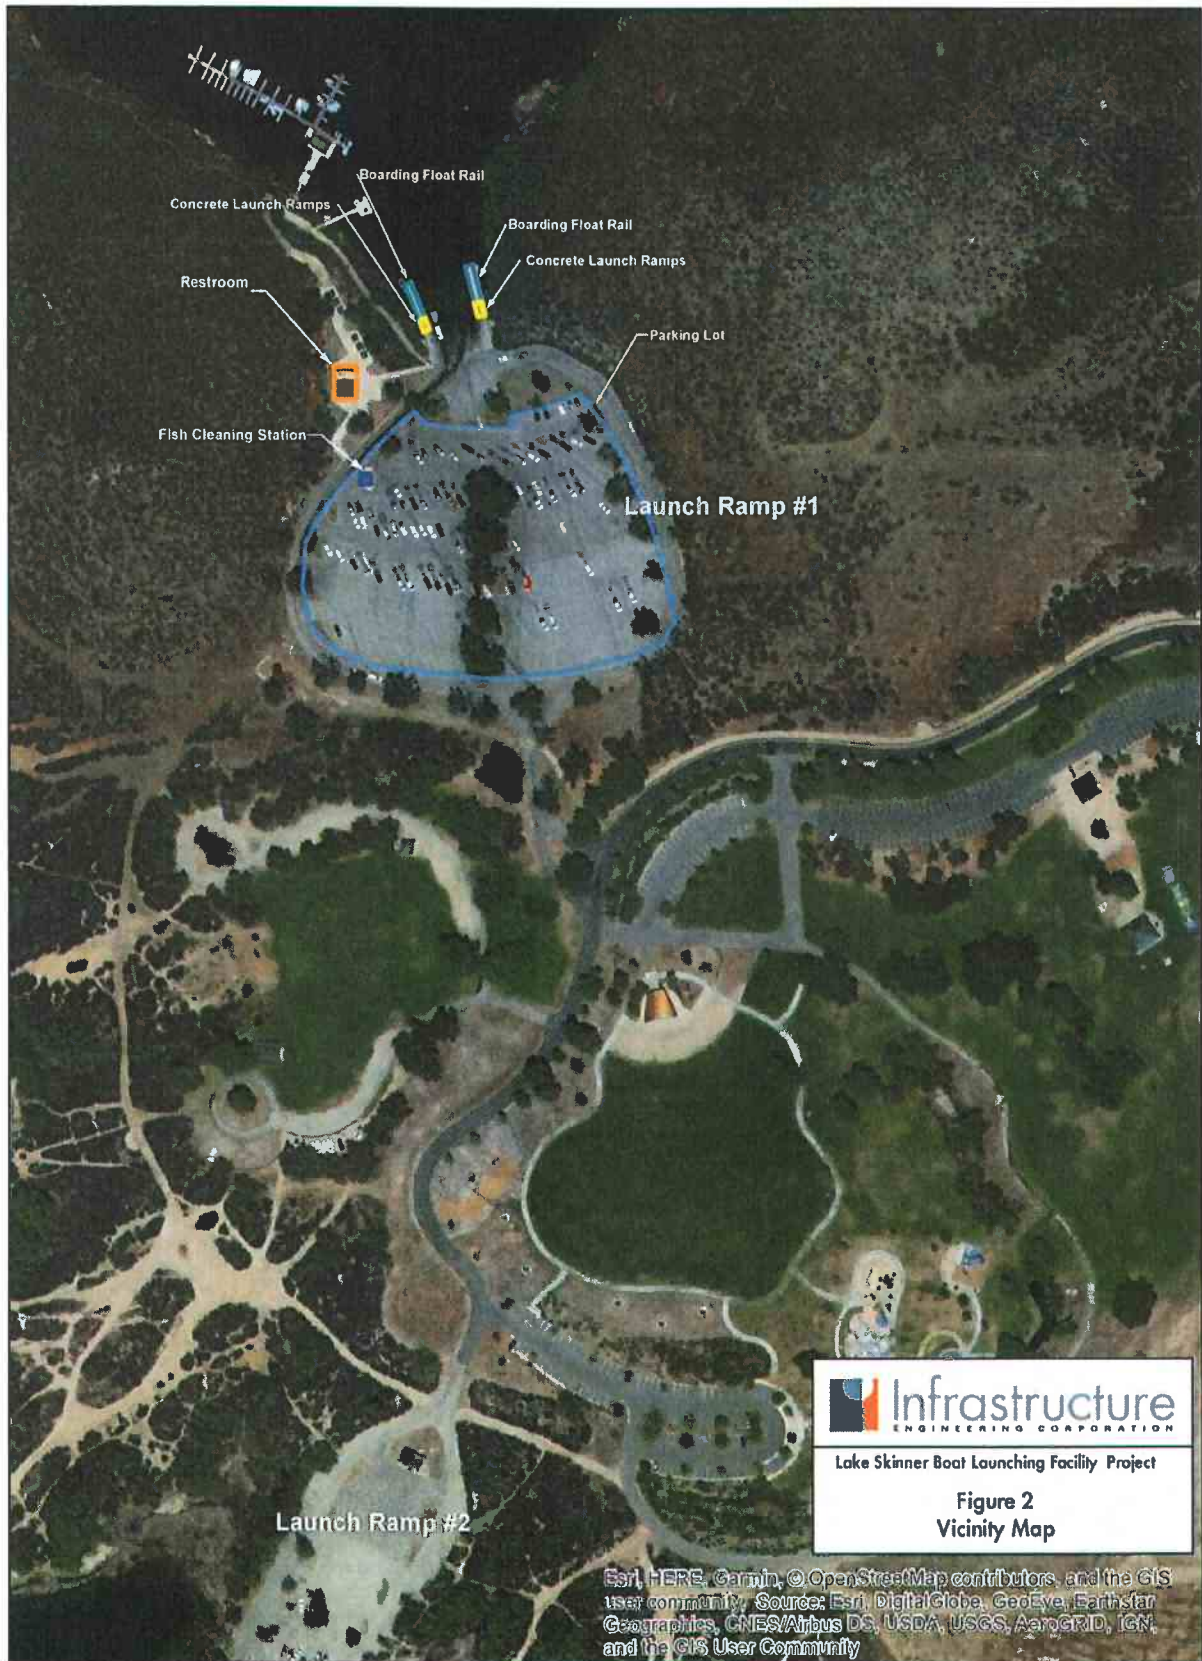 Boarding Float Rail
Concrete Launch Ramps
Boarding Float Rail
Concrete Launch Ramps
Restroom
Parking Lot
Fish Cleaning Station
Launch Ramp #1
Infrastructure
ENGINEERING CORPORATION
Lake Skinner Boat Launching Facility Project
Figure 2
Vicinity Map
Launch Ramp #2
Esri, HERE, Garmin, © OpenStreetMap contributors, and the GIS
user community, Source: Esri, DigitalGlobe, GeoEye, Earthstar
Geographics, CNES/Airbus DS, USDA, USGS, AeroGRID, IGN,
and the GIS User Community